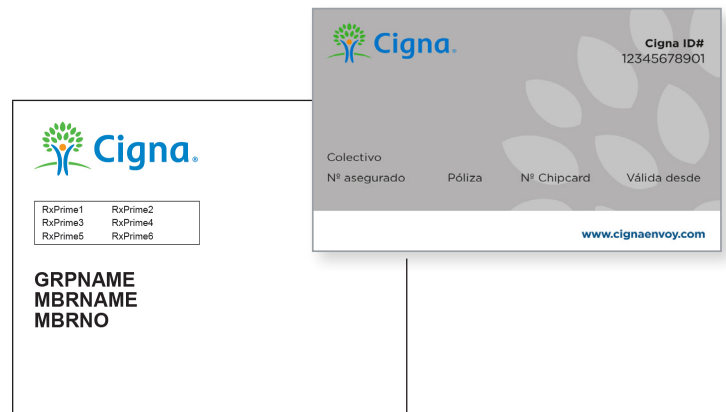 Cigna®
Cigna ID#
12345678901
Colectivo
Nº asegurado Póliza Nº Chipcard Válida desde
www.cignaenvoy.com
Cigna®
RxPrime1 RxPrime2
RxPrime3 RxPrime4
RxPrime5 RxPrime6
GRPNAME
MBRNAME
MBRNO